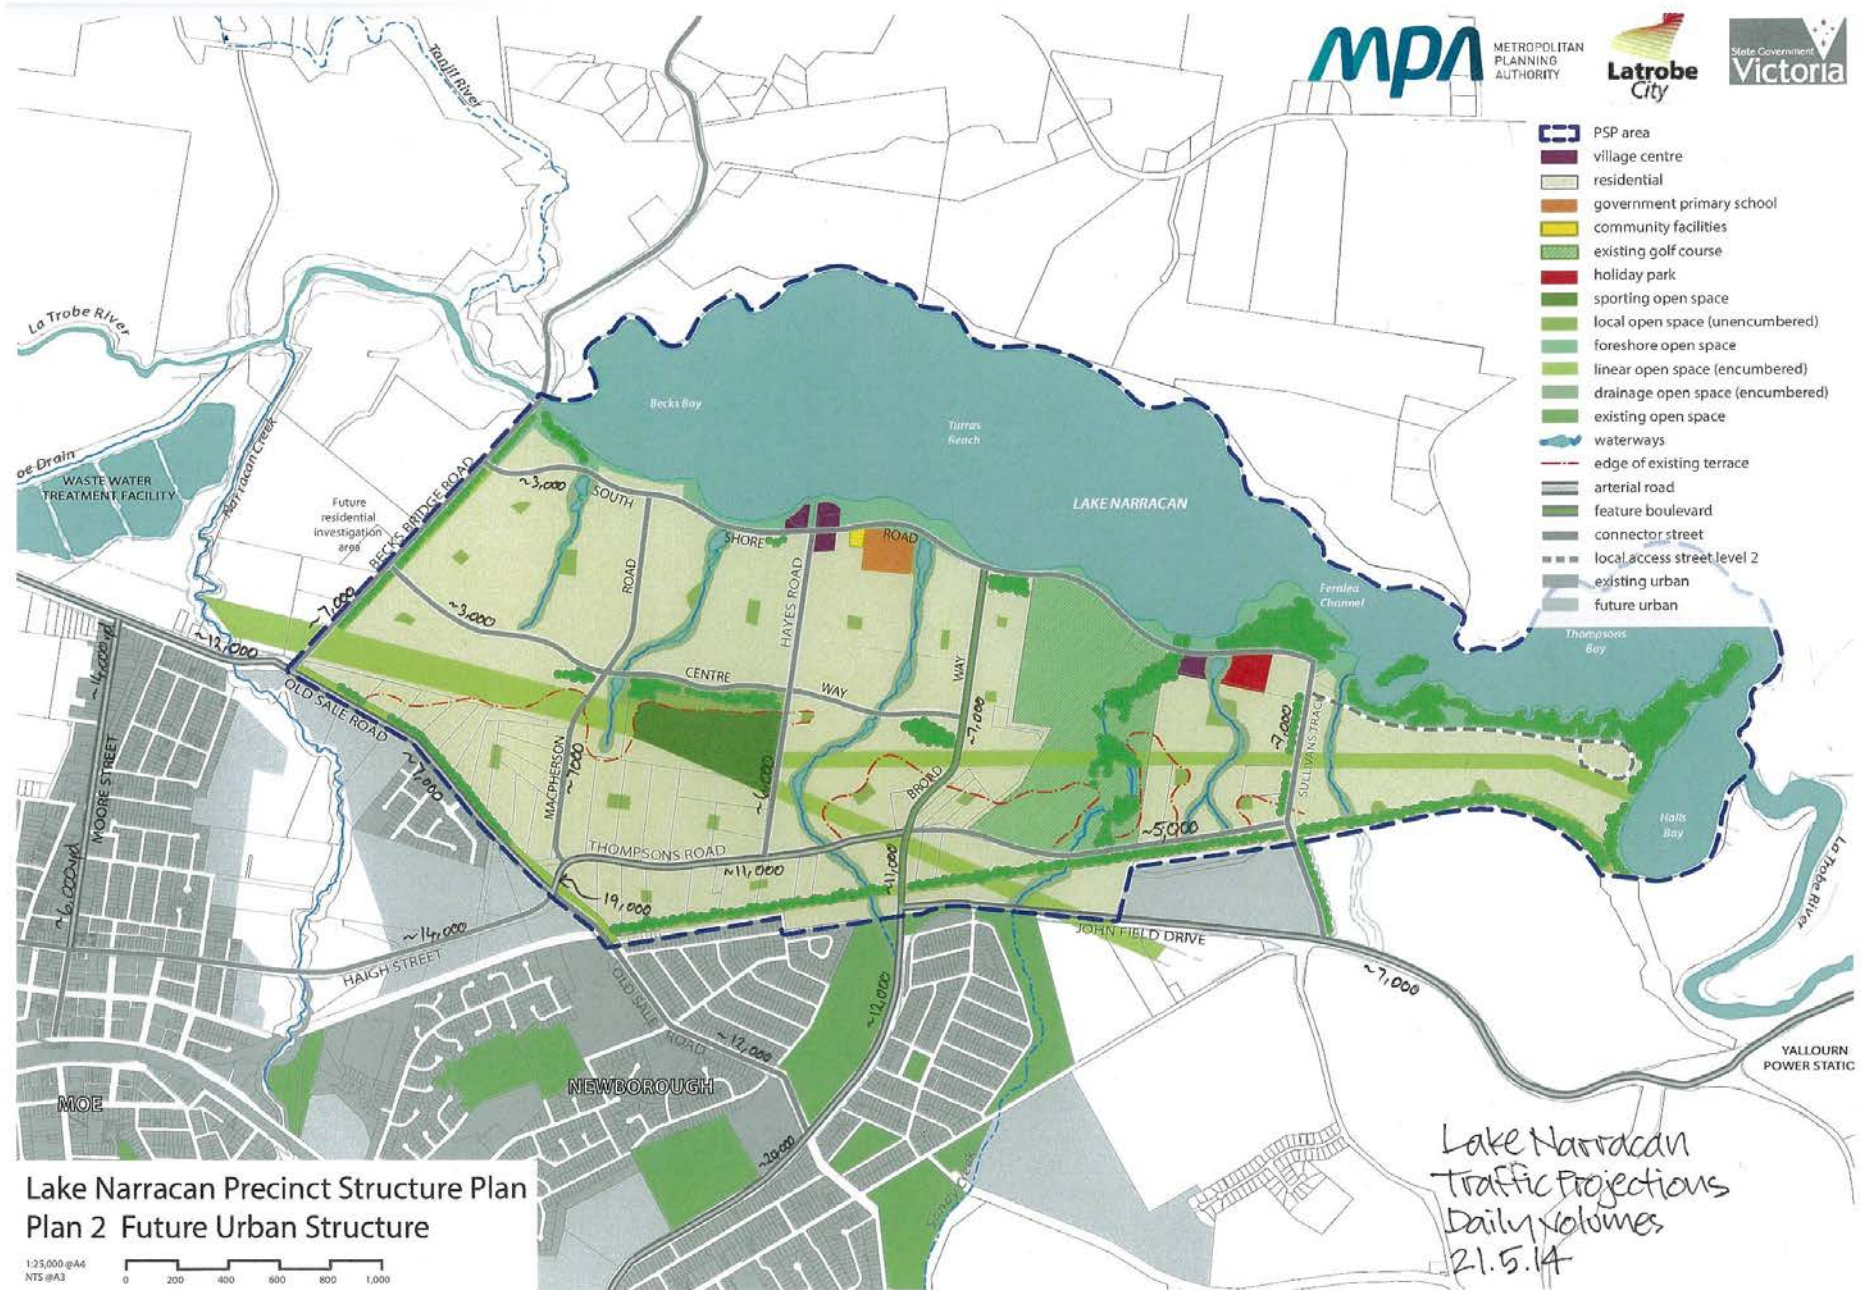 MPA
METROPOLITAN
PLANNING
AUTHORITY
Latrobe
City
State Government
Victoria
PSP area
village centre
residential
government primary school
community facilities
existing golf course
holiday park
sporting open space
local open space (unencumbered)
foreshore open space
linear open space (encumbered)
drainage open space (encumbered)
existing open space
waterways
edge of existing terrace
arterial road
feature boulevard
connector street
local access street level 2
existing urban
future urban
Tanjil River
La Trobe River
Narracan Creek
oe Drain
WASTE WATER
TREATMENT FACILITY
Future
residential
investigation
area
BECKS BRIDGE ROAD
~7,000
~12,000
Becks Bay
Turras
Reach
LAKE NARRACAN
Fernlea
Channel
Thompsons
Bay
Halls
Bay
La Trobe River
~3,000
SOUTH
SHORE
ROAD
ROAD
HAYES ROAD
~3,000
CENTRE
WAY
WAY
~7,000
BROAD
MACPHERSON
~7000
OLD SALE ROAD
~7,000
~7,000
SULLIVANS TRACK
~5,000
THOMPSONS ROAD
~11,000
~11,000
19,000
MOORE STREET
~6,000vpd
~14,000
HAIGH STREET
JOHN FIELD DRIVE
~7,000
OLD SALE
ROAD
~12,000
~12,000
~20,000
NEWBOROUGH
MOE
Sandy Creek
YALLOURN
POWER STATIC
Lake Narracan Precinct Structure Plan
Plan 2 Future Urban Structure
1:25,000 @A4
NTS @A3
0 200 400 600 800 1,000
Lake Narracan
Traffic Projections
Daily Volumes
21.5.14